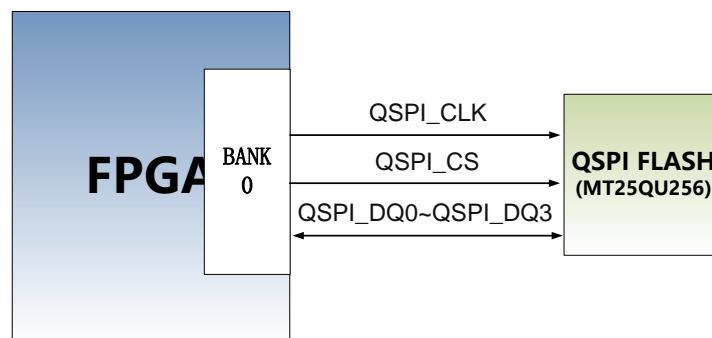 FPGA
BANK
0
QSPI_CLK
QSPI_CS
QSPI_DQ0~QSPI_DQ3
QSPI FLASH
(MT25QU256)